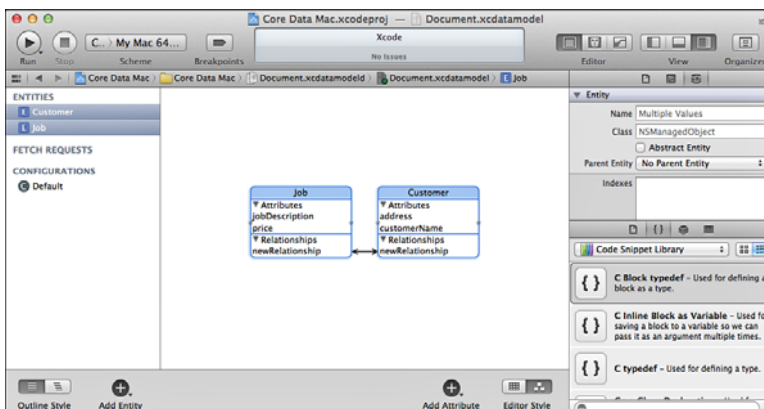 Core Data Mac.xcodeproj — Document.xcdatamodel
C... My Mac 64...
Xcode
No Issues
Run
Stop
Scheme
Breakpoints
Editor
View
Organizer
Core Data Mac
Core Data Mac
Document.xcdatamodeld
Document.xcdatamodel
E Job
ENTITIES
E Customer
E Job
FETCH REQUESTS
CONFIGURATIONS
C Default
Job
Attributes
jobDescription
price
Relationships
newRelationship
Customer
Attributes
address
customerName
Relationships
newRelationship
Entity
Name Multiple Values
Class NSManagedObject
Abstract Entity
Parent Entity No Parent Entity
Indexes
Code Snippet Library
{ } C Block typedef – Used for defining a
block as a type.
{ } C Inline Block as Variable – Used
saving a block to a variable so we can
pass it as an argument multiple times.
{ } C typedef – Used for defining a type.
Outline Style
Add Entity
Add Attribute
Editor Style